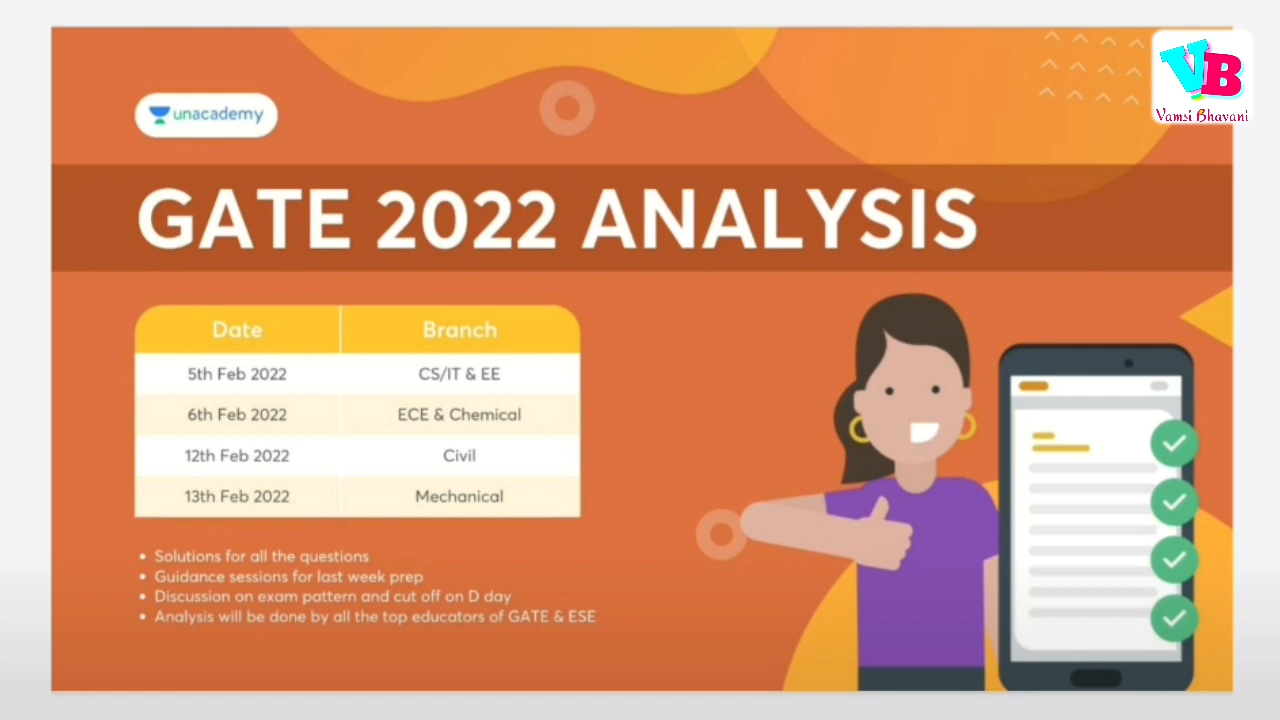 VB
Vamsi Bhavani
unacademy
GATE 2022 ANALYSIS
Date Branch
5th Feb 2022 CS/IT & EE
6th Feb 2022 ECE & Chemical
12th Feb 2022 Civil
13th Feb 2022 Mechanical
• Solutions for all the questions
• Guidance sessions for last week prep
• Discussion on exam pattern and cut off on D day
• Analysis will be done by all the top educators of GATE & ESE